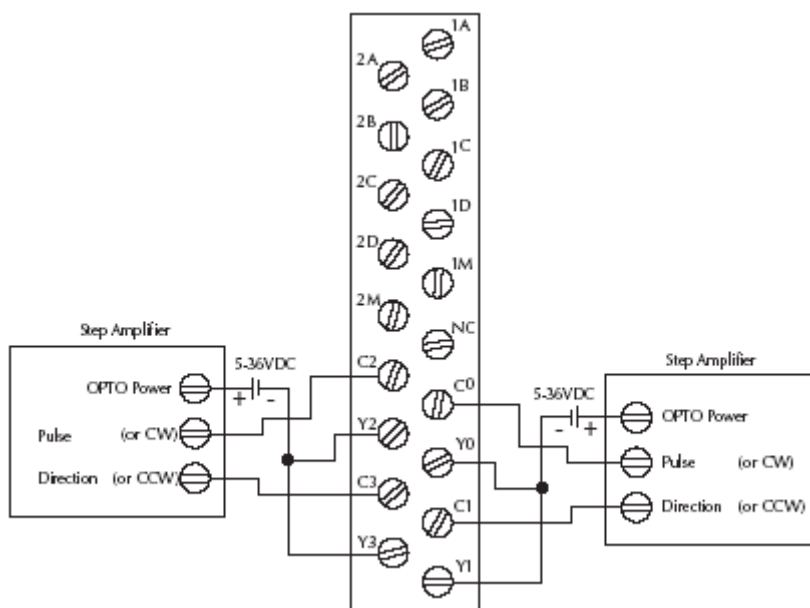 1A
2A
1B
2B
1C
2C
1D
2D
1M
2M
NC
Step Amplifier
5-36VDC
OPTO Power
+ -
Pulse (or CW)
Direction (or CCW)
C2
C0
Y2
Y0
C3
C1
Y3
Y1
Step Amplifier
5-36VDC
- +
OPTO Power
Pulse (or CW)
Direction (or CCW)